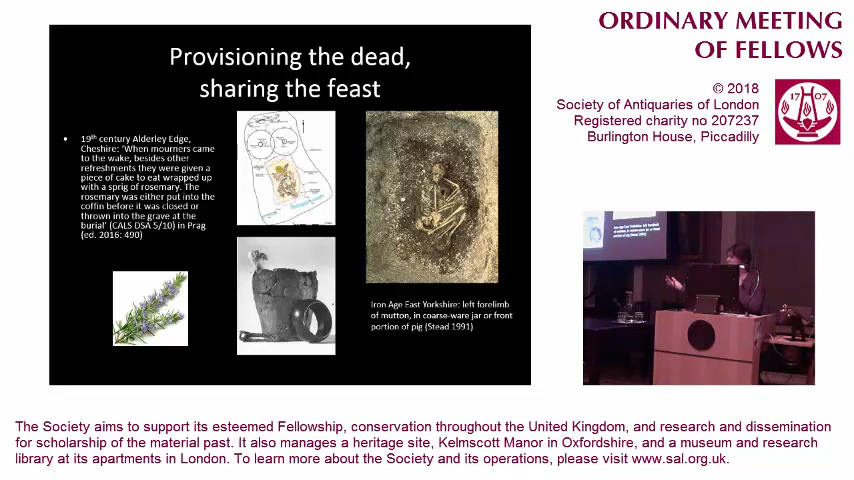 Provisioning the dead,
sharing the feast
• 19th century Alderley Edge,
Cheshire: 'When mourners came
to the wake, besides other
refreshments they were given a
piece of cake to eat wrapped up
with a sprig of rosemary. The
rosemary was either put into the
coffin before it was closed or
thrown into the grave at the
burial' (CALS DSA 5/10) in Prag
(ed. 2016: 490)
Iron Age East Yorkshire: left forelimb
of mutton, in coarse-ware jar or front
portion of pig (Stead 1991)
ORDINARY MEETING
OF FELLOWS
© 2018
Society of Antiquaries of London
Registered charity no 207237
Burlington House, Piccadilly
1707
The Society aims to support its esteemed Fellowship, conservation throughout the United Kingdom, and research and dissemination
for scholarship of the material past. It also manages a heritage site, Kelmscott Manor in Oxfordshire, and a museum and research
library at its apartments in London. To learn more about the Society and its operations, please visit www.sal.org.uk.